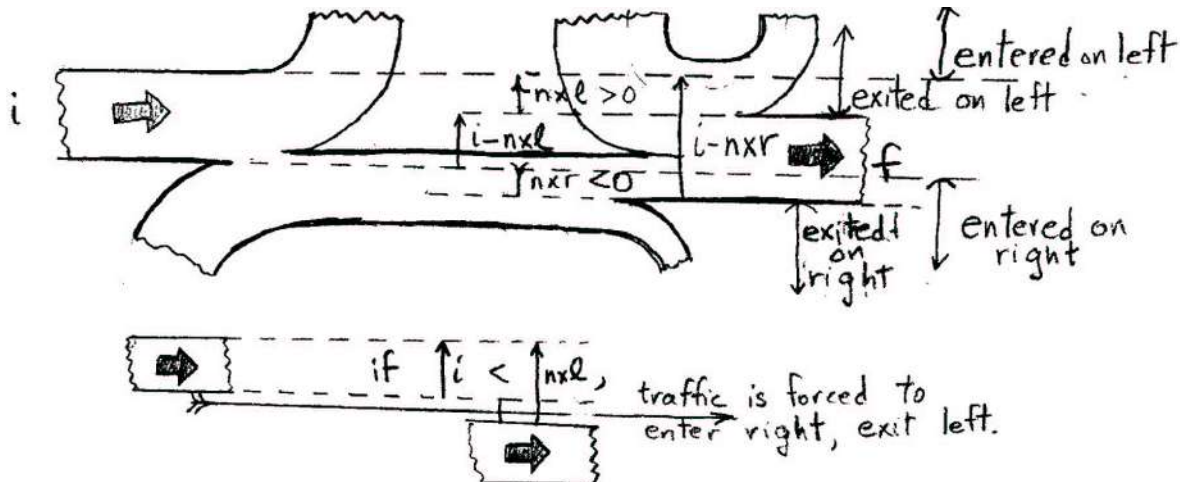 entered on left
exited on left
nxl >0
i
i-nxl
i-nxr
f
nxr <0
exited
on
right
entered on
right
if i < nxl,
traffic is forced to
enter right, exit left.